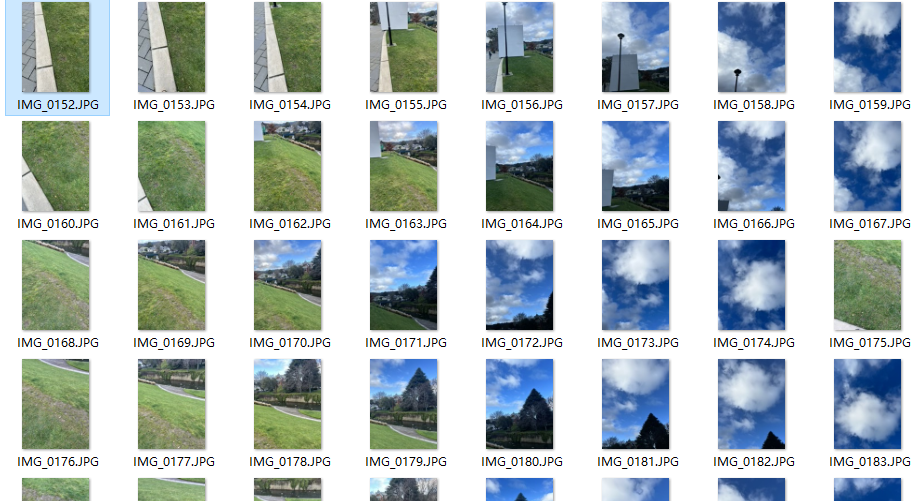 IMG_0152.JPG IMG_0153.JPG IMG_0154.JPG IMG_0155.JPG IMG_0156.JPG IMG_0157.JPG IMG_0158.JPG IMG_0159.JPG
IMG_0160.JPG IMG_0161.JPG IMG_0162.JPG IMG_0163.JPG IMG_0164.JPG IMG_0165.JPG IMG_0166.JPG IMG_0167.JPG
IMG_0168.JPG IMG_0169.JPG IMG_0170.JPG IMG_0171.JPG IMG_0172.JPG IMG_0173.JPG IMG_0174.JPG IMG_0175.JPG
IMG_0176.JPG IMG_0177.JPG IMG_0178.JPG IMG_0179.JPG IMG_0180.JPG IMG_0181.JPG IMG_0182.JPG IMG_0183.JPG